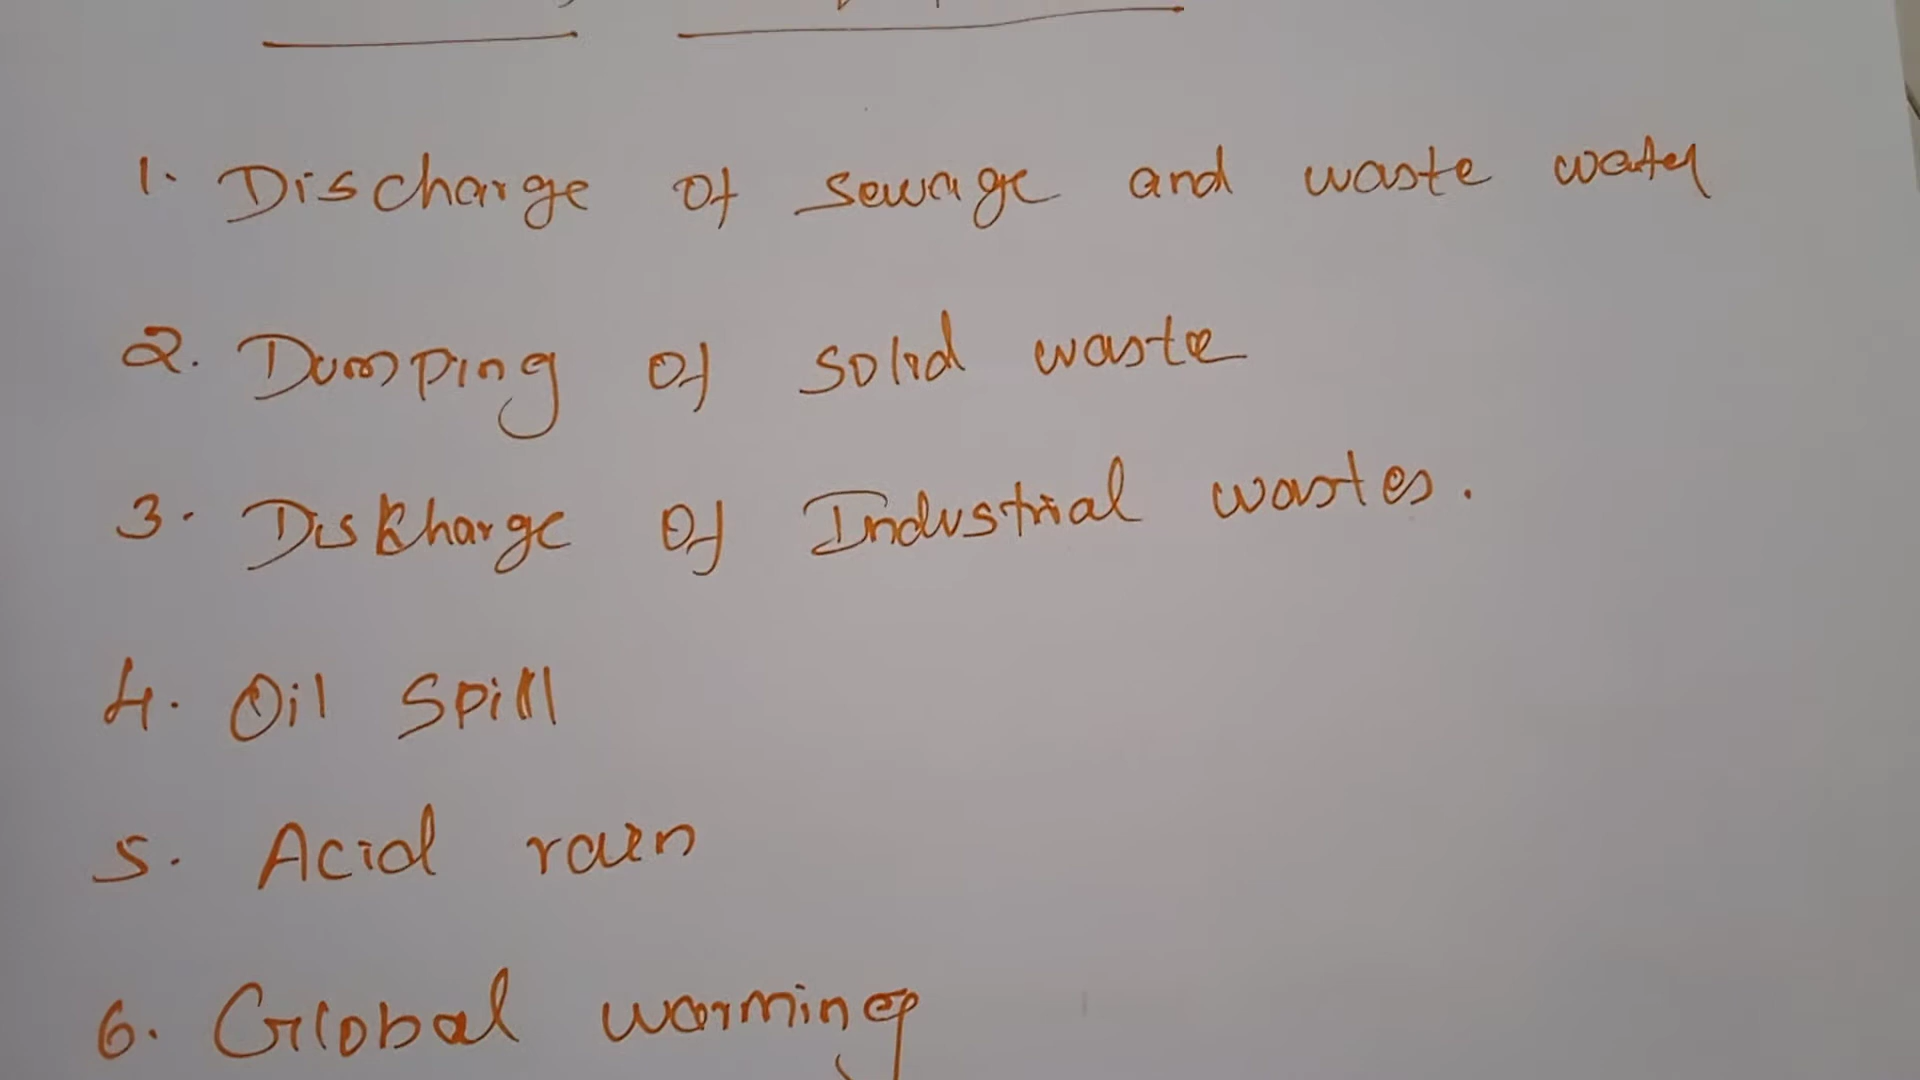 1. Discharge of sewage and waste water
2. Dumping of solid waste
3. Discharge of Industrial wastes.
4. Oil Spill
5. Acid rain
6. Global warming